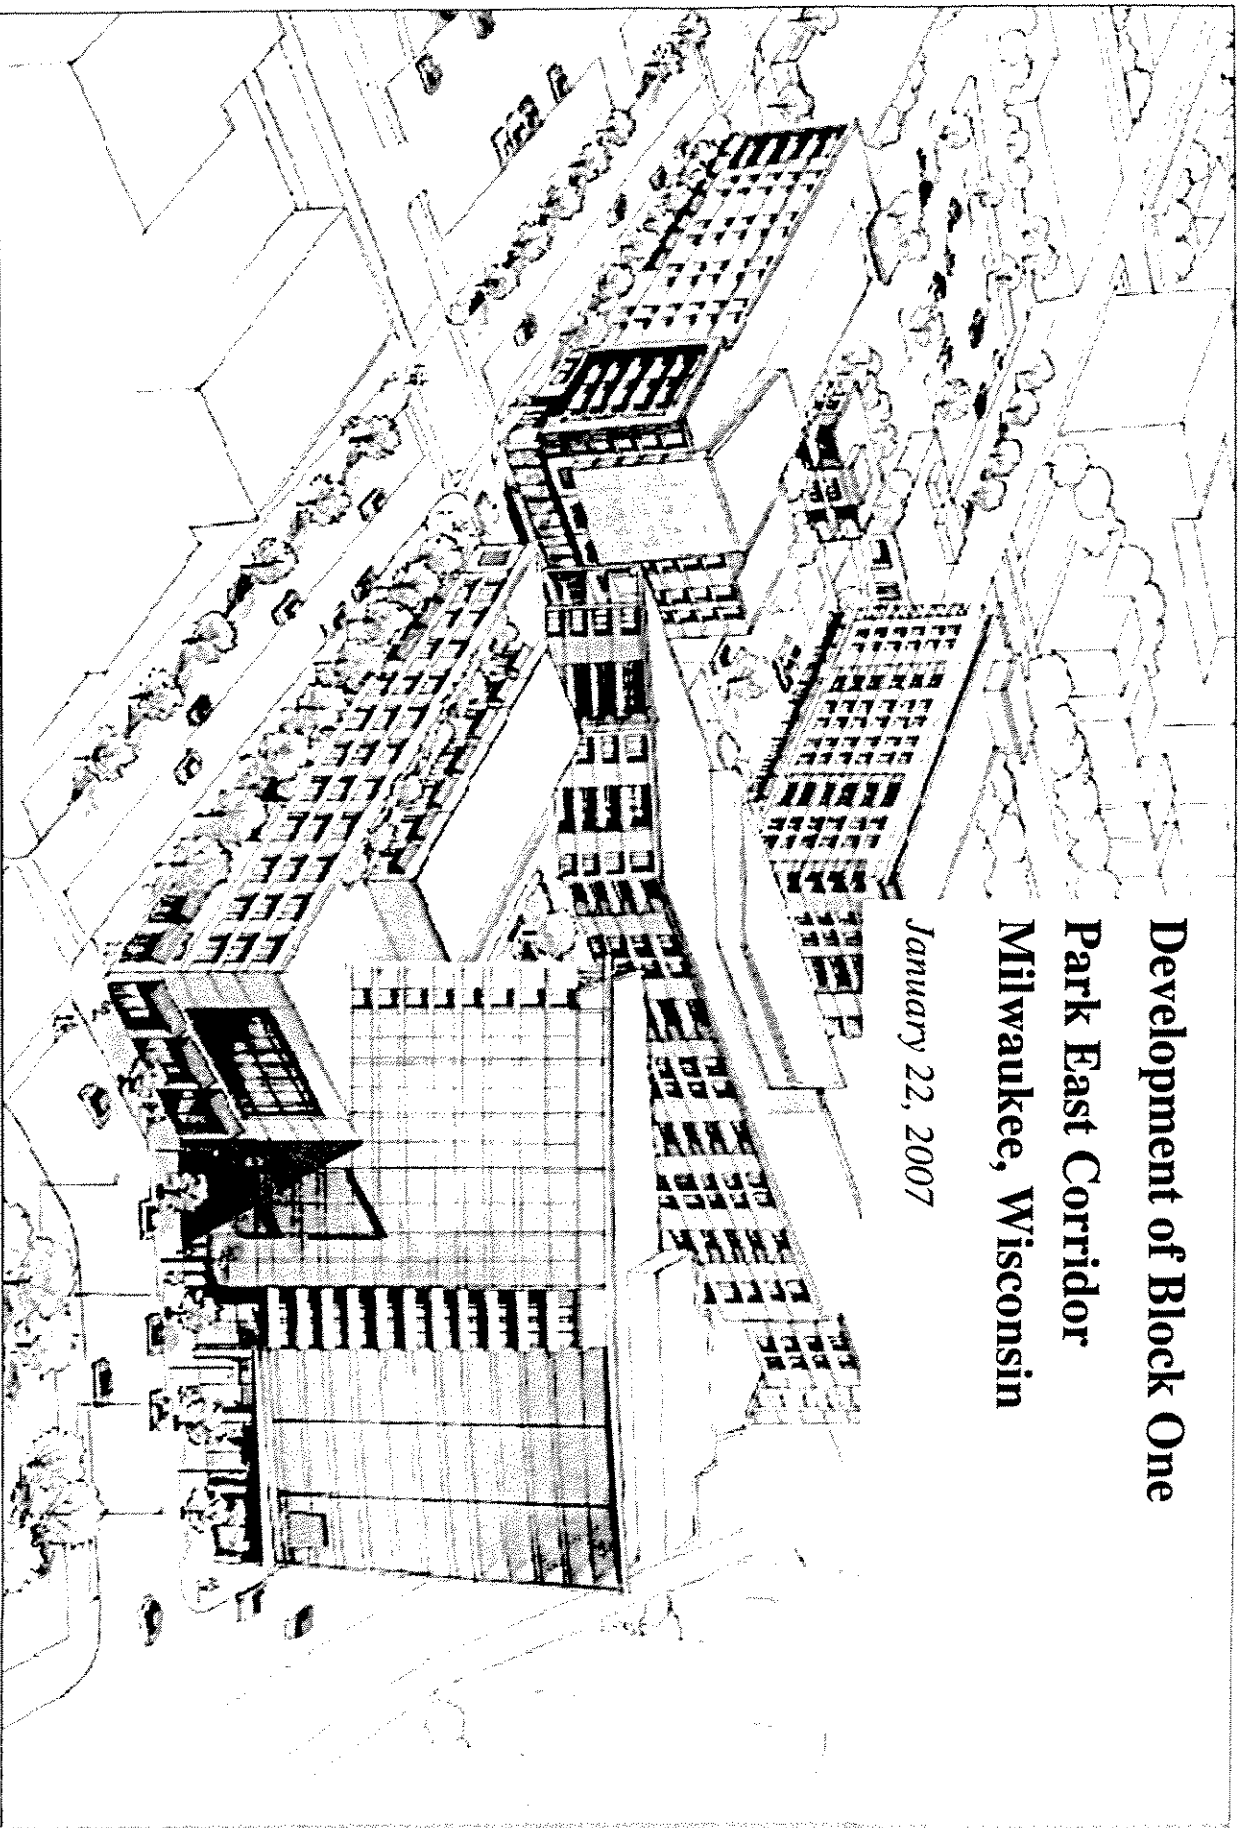 Development of Block One
Park East Corridor
Milwaukee, Wisconsin
January 22, 2007